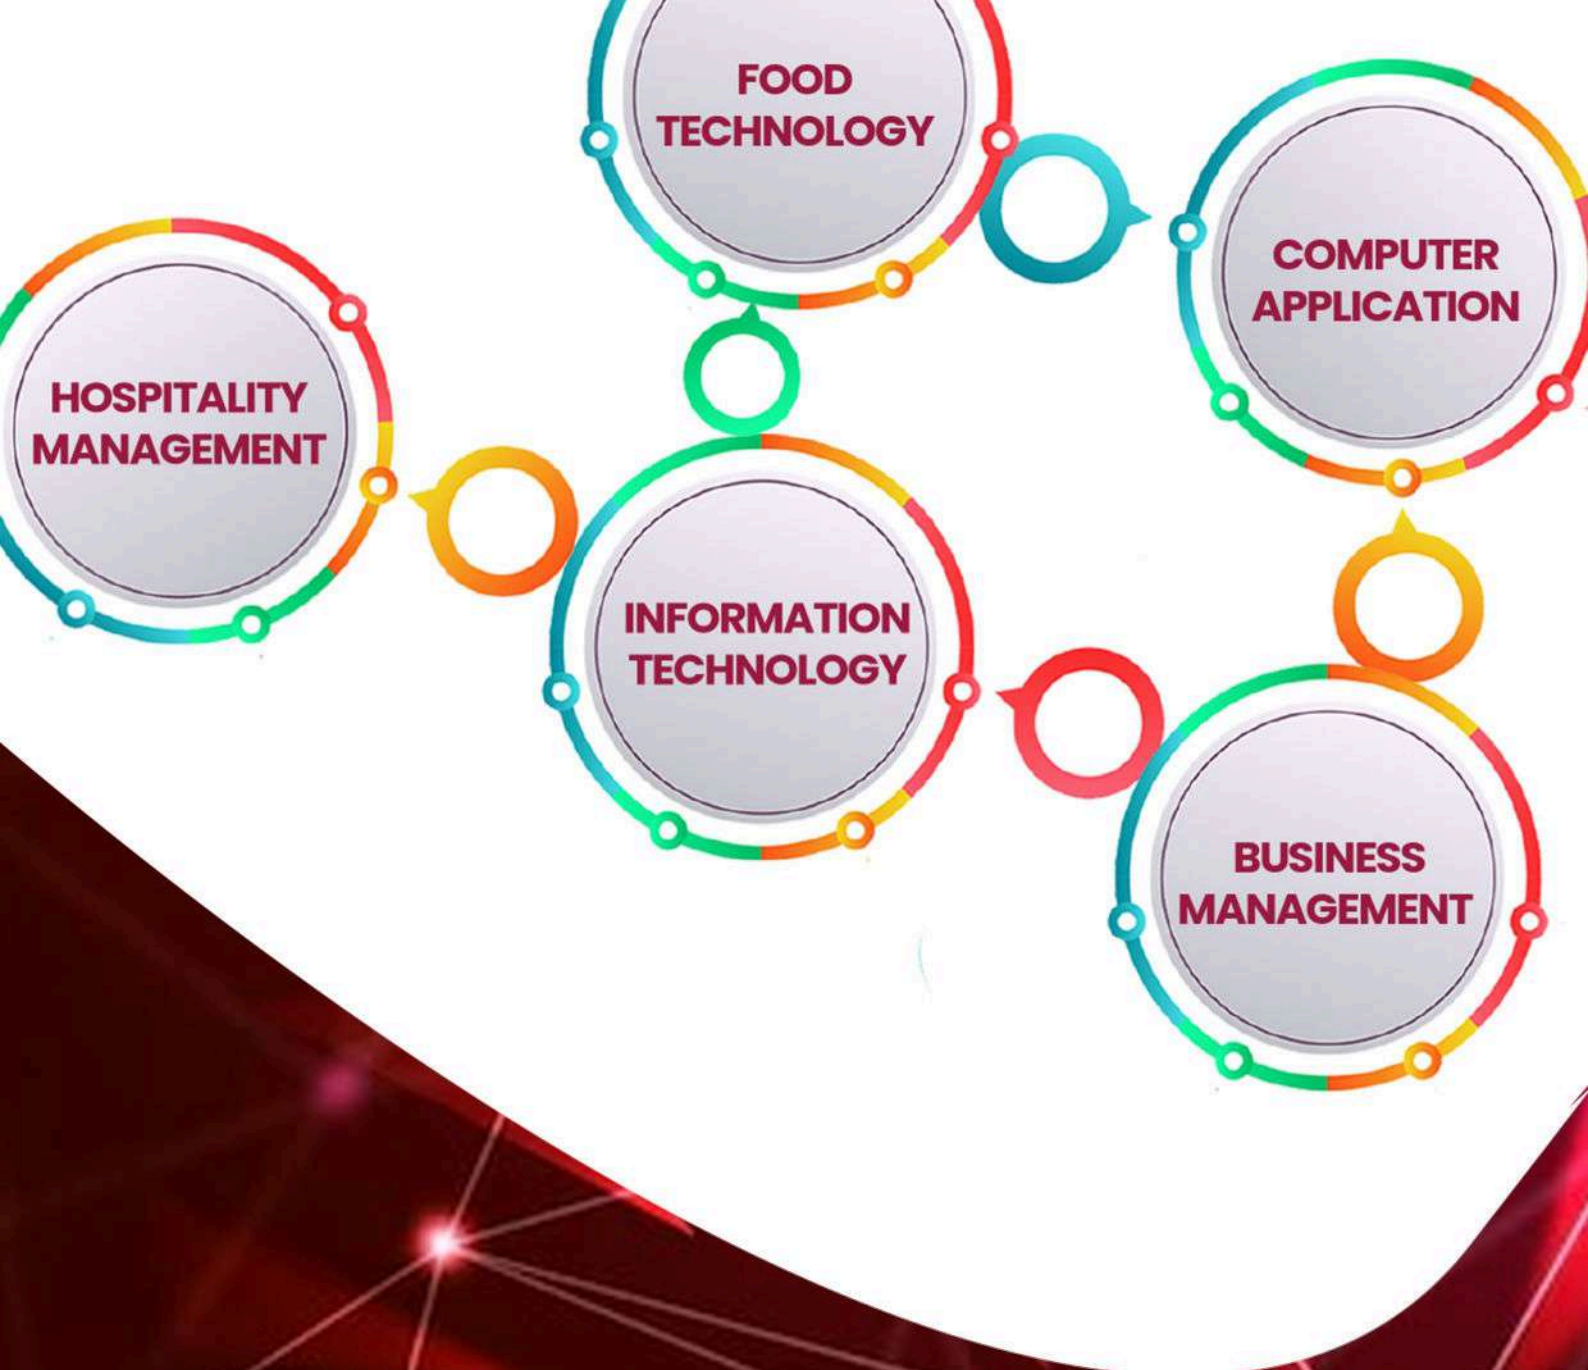 FOOD
TECHNOLOGY
COMPUTER
APPLICATION
HOSPITALITY
MANAGEMENT
INFORMATION
TECHNOLOGY
BUSINESS
MANAGEMENT